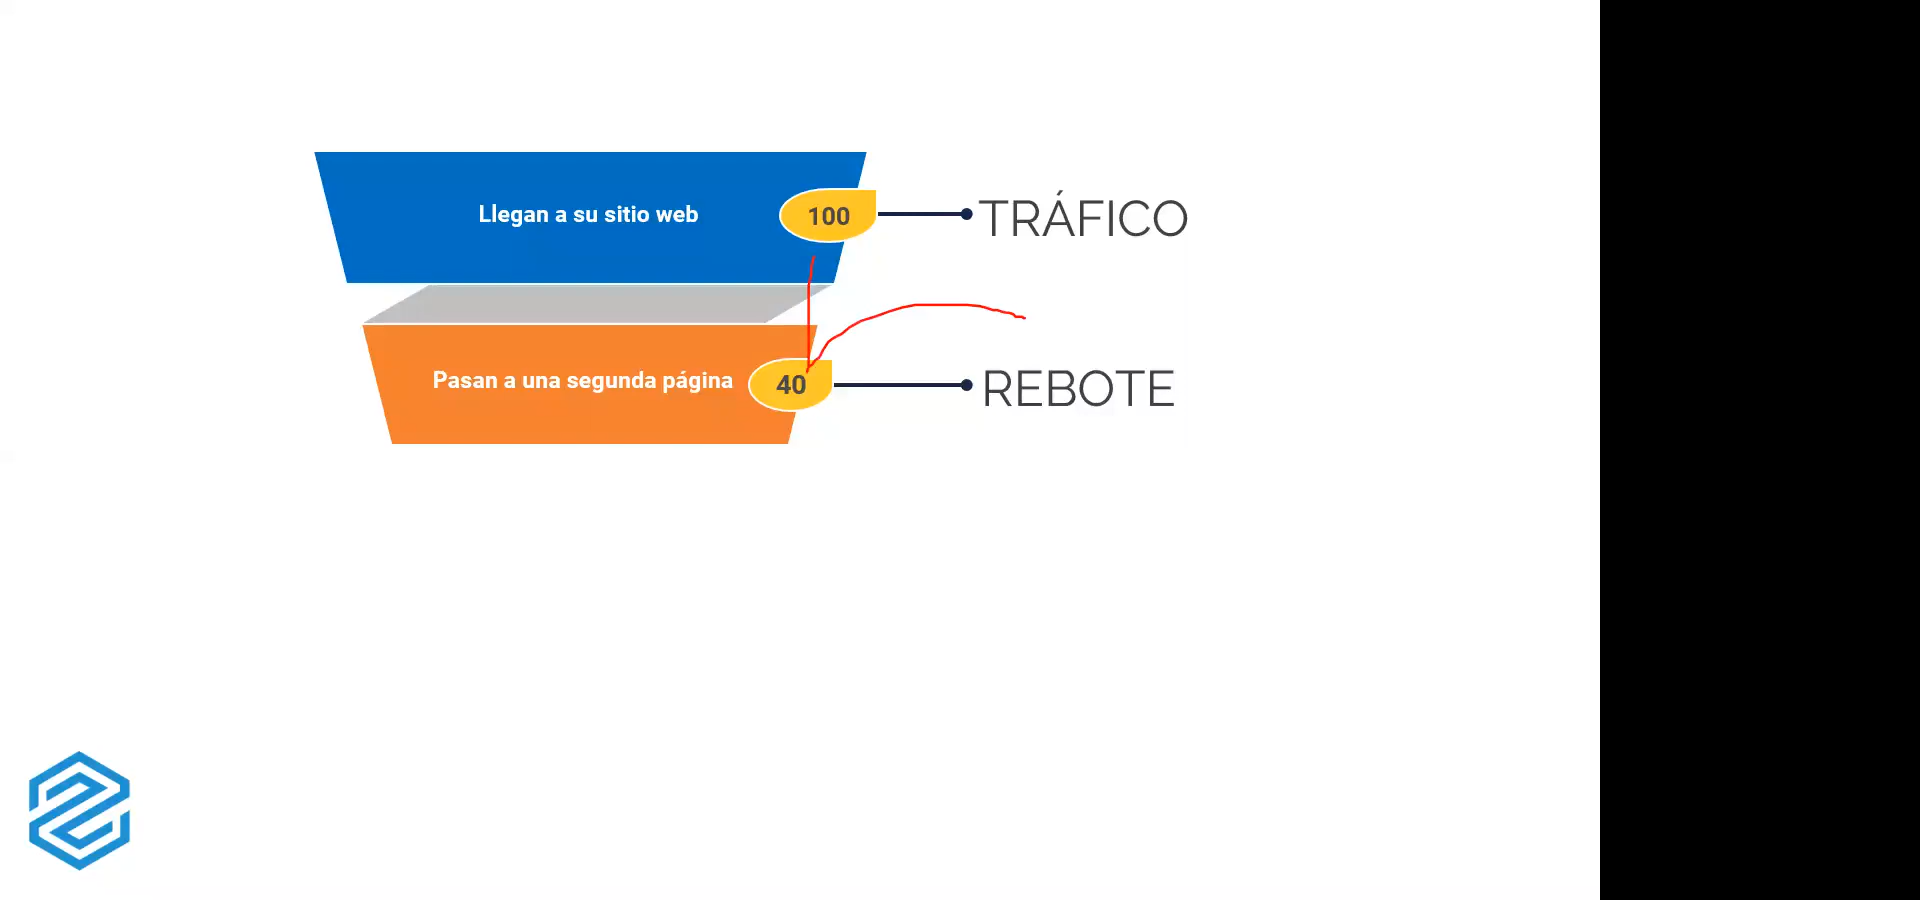 Llegan a su sitio web
100
TRÁFICO
Pasan a una segunda página
40
REBOTE